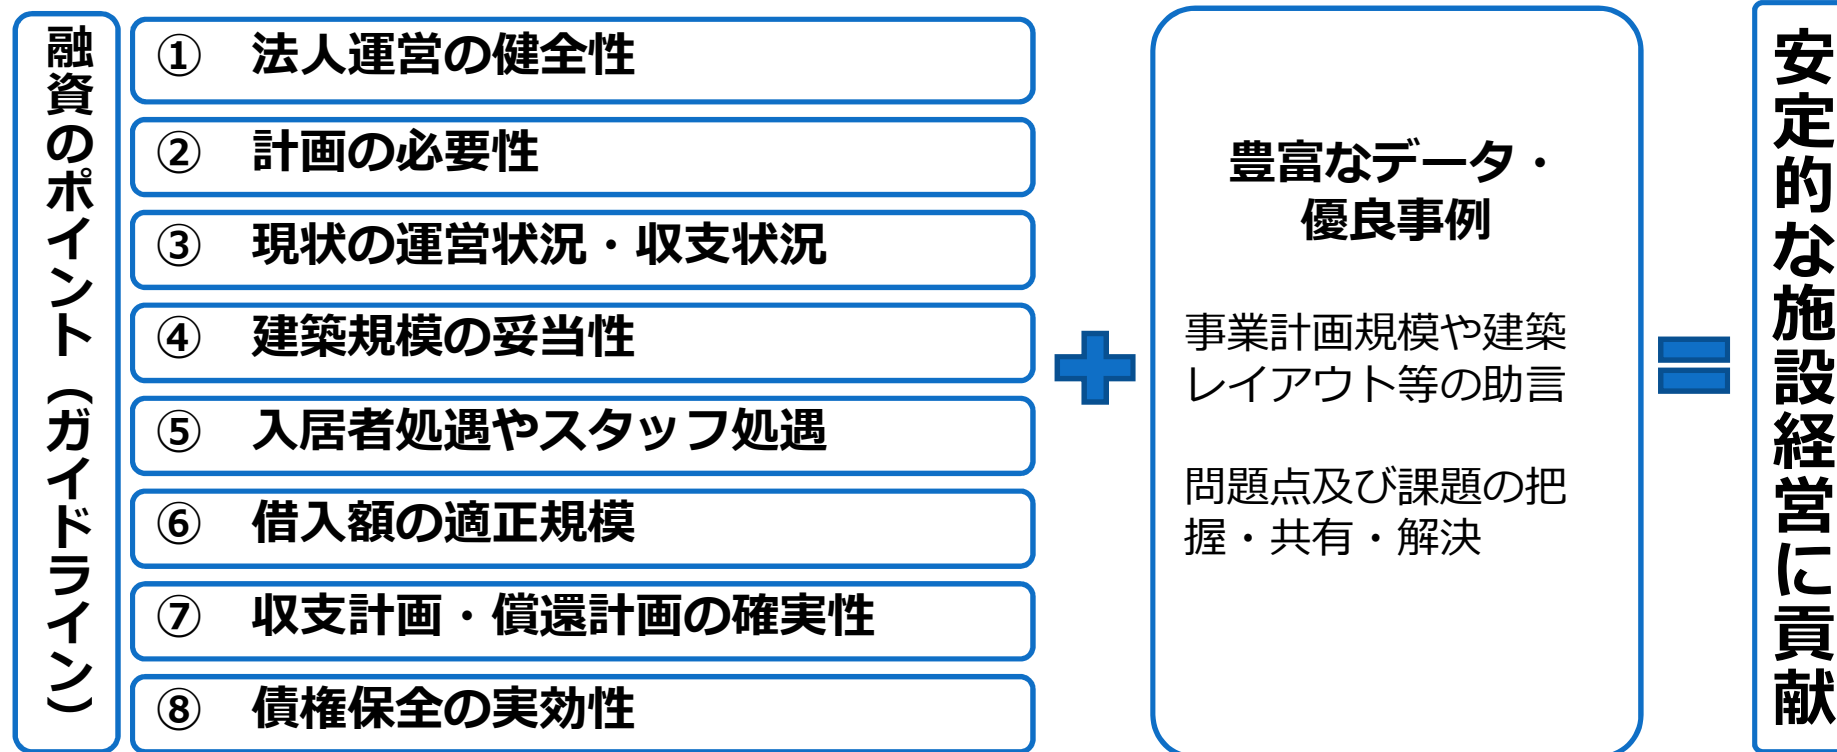 融資のポイント（ガイドライン）
① 法人運営の健全性
② 計画の必要性
③ 現状の運営状況・収支状況
④ 建築規模の妥当性
⑤ 入居者処遇やスタッフ処遇
⑥ 借入額の適正規模
⑦ 収支計画・償還計画の確実性
⑧ 債権保全の実効性
豊富なデータ・
優良事例
事業計画規模や建築
レイアウト等の助言
問題点及び課題の把
握・共有・解決
安定的な施設経営に貢献